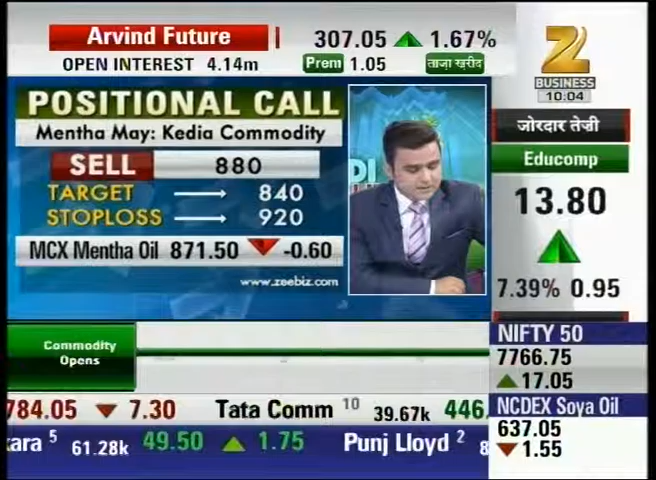 Arvind Future 307.05 1.67%
OPEN INTEREST 4.14m Prem 1.05 ताज़ा ख़रीद
BUSINESS
10:04
POSITIONAL CALL
Mentha May: Kedia Commodity
SELL 880
TARGET 840
STOPLOSS 920
MCX Mentha Oil 871.50 -0.60
www.zeebiz.com
जोरदार तेजी
Educomp
13.80
7.39% 0.95
Commodity
Opens
NIFTY 50
7766.75
17.05
NCDEX Soya Oil
637.05
1.55
784.05 7.30 Tata Comm 10 39.67k 446.
kara 5 61.28k 49.50 1.75 Punj Lloyd 2 8